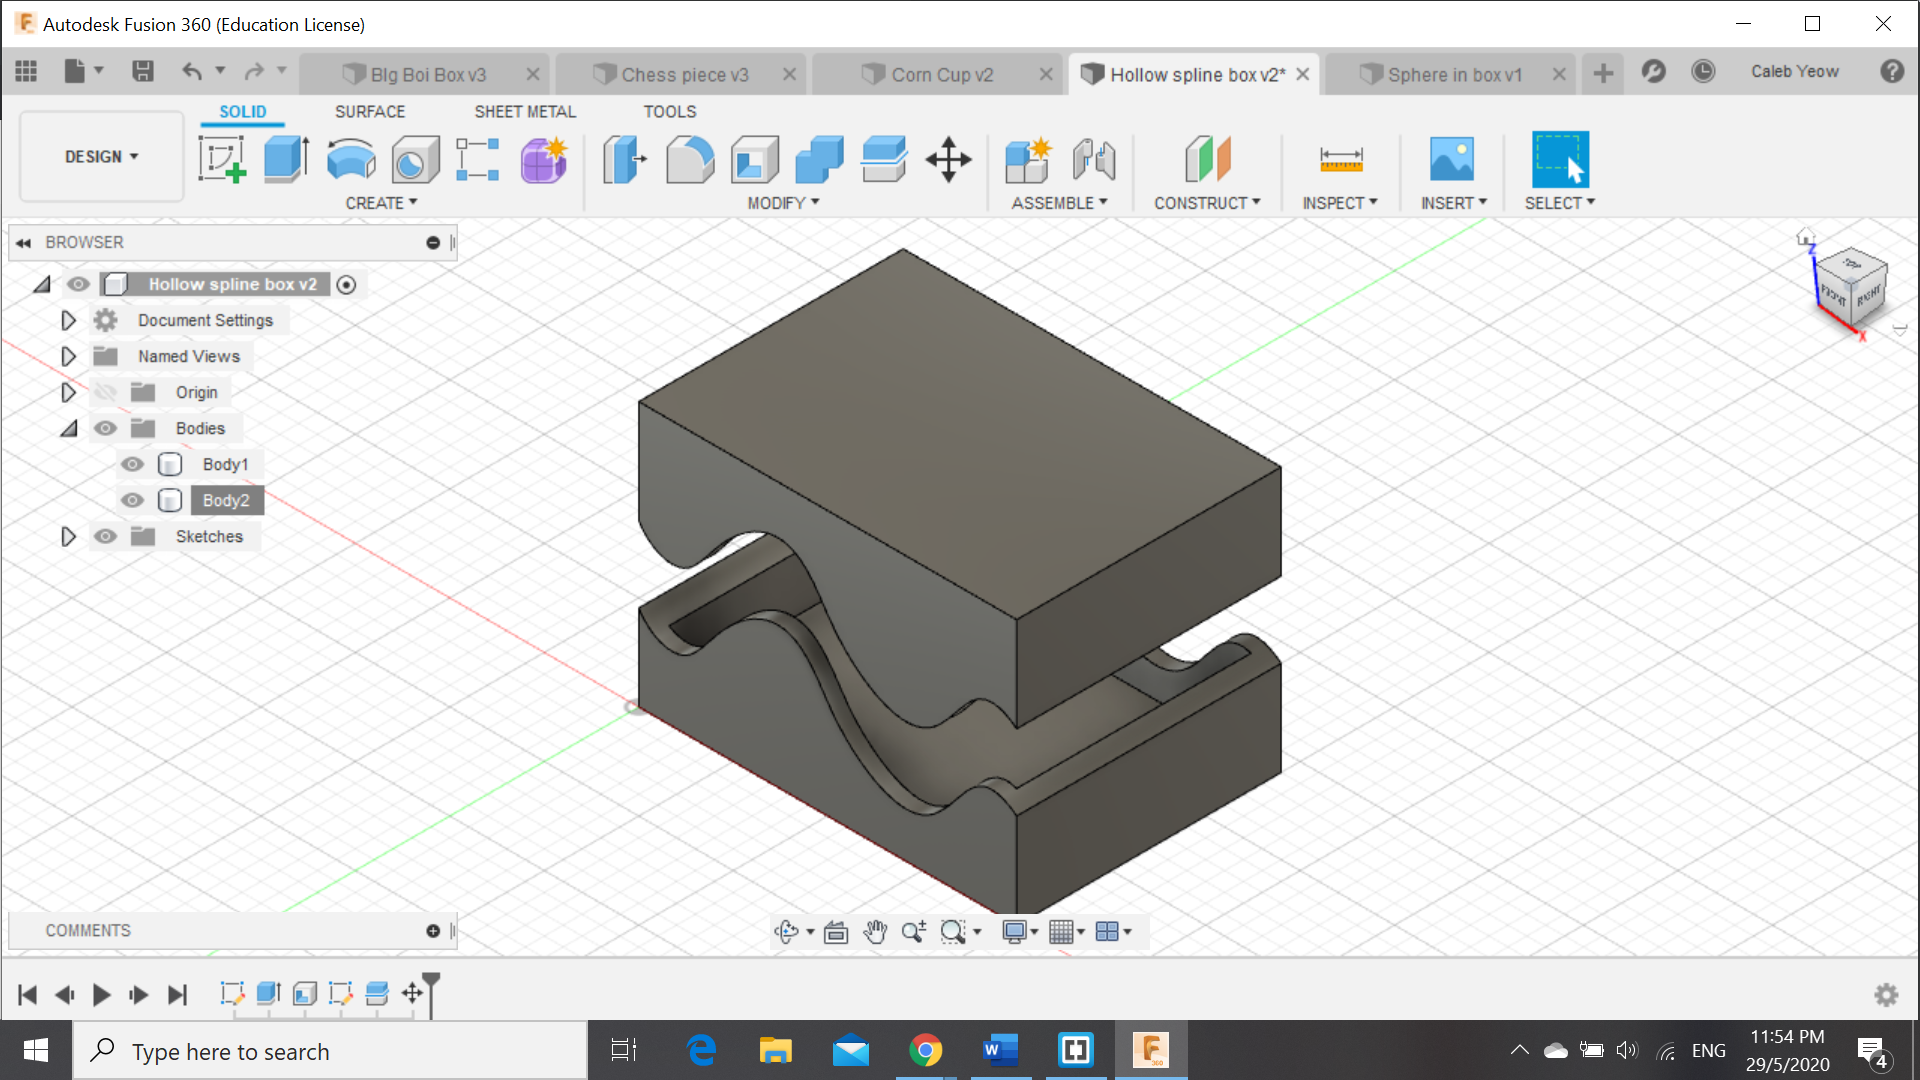 Autodesk Fusion 360 (Education License)
BIg Boi Box v3
Chess piece v3
Corn Cup v2
Hollow spline box v2*
Sphere in box v1
Caleb Yeow
SOLID SURFACE SHEET METAL TOOLS
DESIGN
CREATE MODIFY ASSEMBLE CONSTRUCT INSPECT INSERT SELECT
BROWSER
Hollow spline box v2
Document Settings
Named Views
Origin
Bodies
Body1
Body2
Sketches
Z
TOP
FRONT RIGHT
X
COMMENTS
Type here to search
ENG
11:54 PM
29/5/2020
4